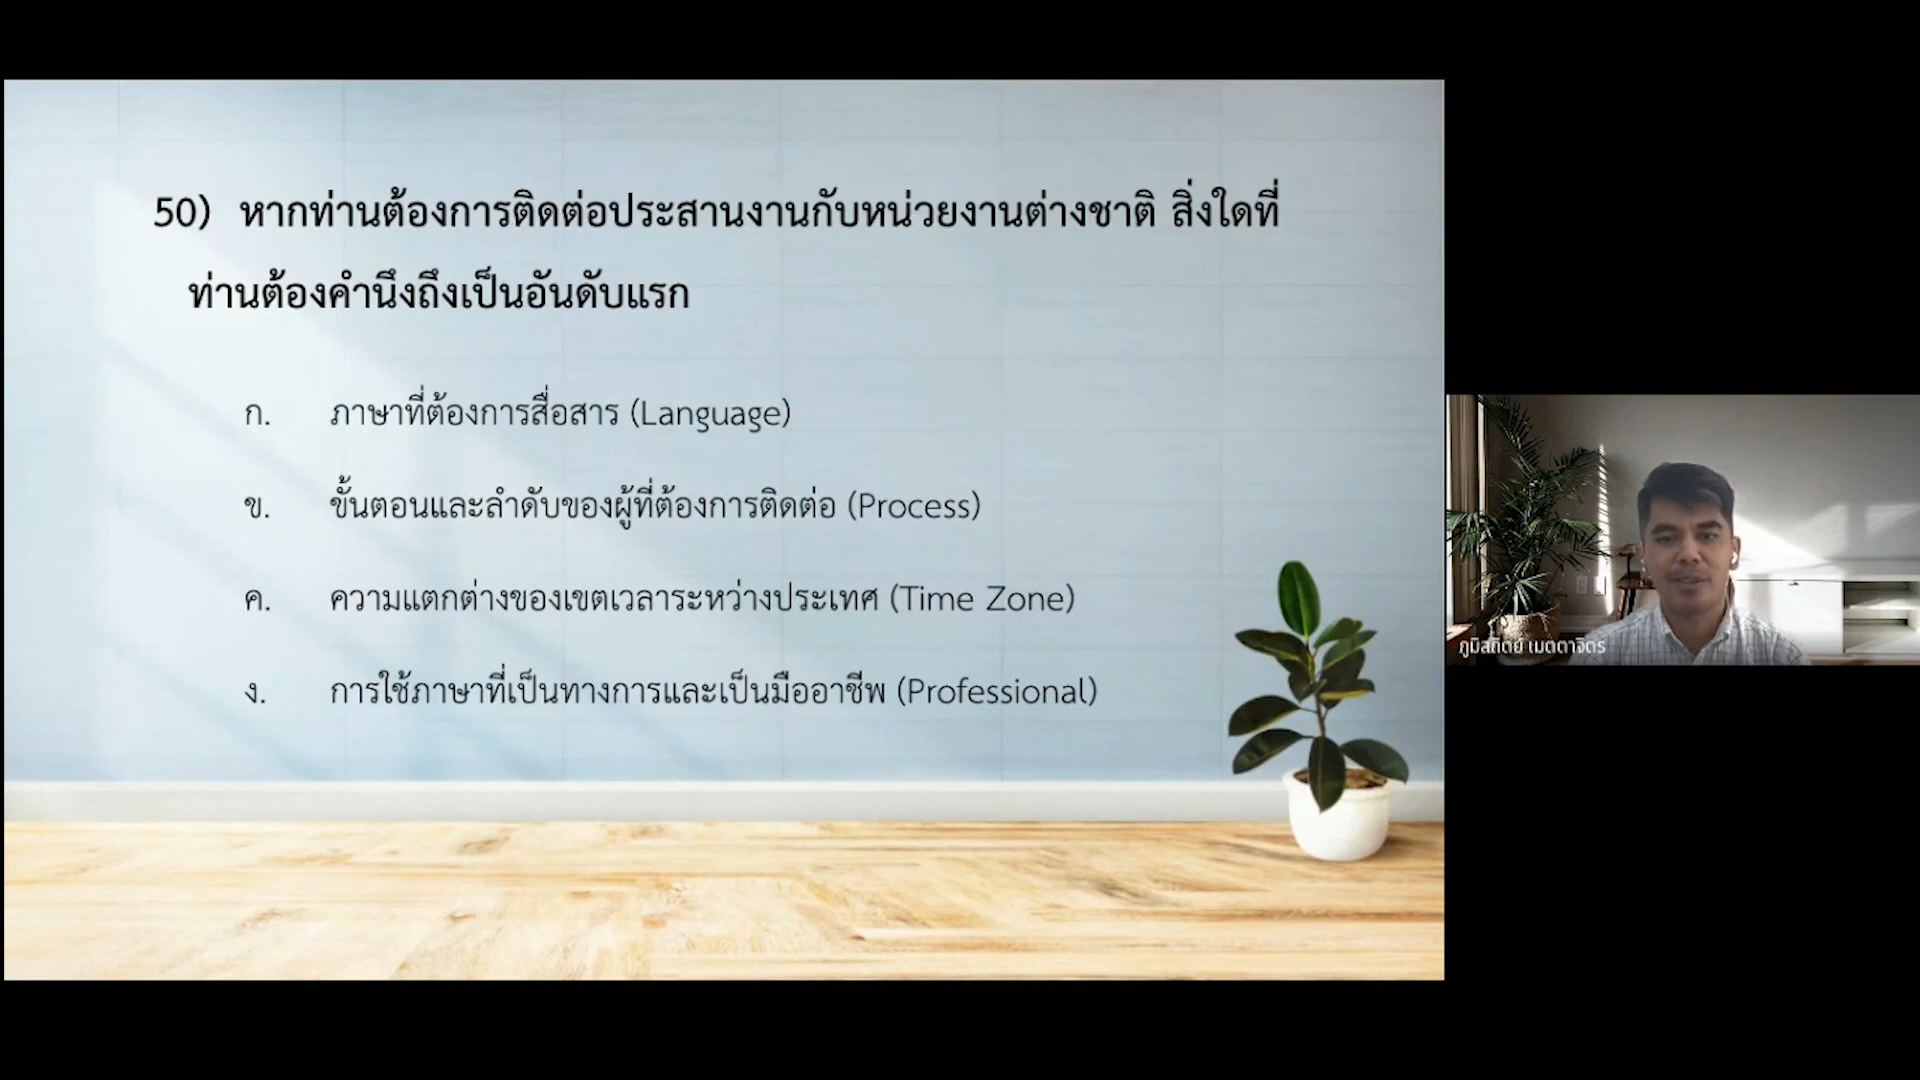 50) หากท่านต้องการติดต่อประสานงานกับหน่วยงานต่างชาติ สิ่งใดที่
ท่านต้องคำนึงถึงเป็นอันดับแรก
ก. ภาษาที่ต้องการสื่อสาร (Language)
ข. ขั้นตอนและลำดับของผู้ที่ต้องการติดต่อ (Process)
ค. ความแตกต่างของเขตเวลาระหว่างประเทศ (Time Zone)
ง. การใช้ภาษาที่เป็นทางการและเป็นมืออาชีพ (Professional)
ภูมิสถิตย์ เมตตาจิตร